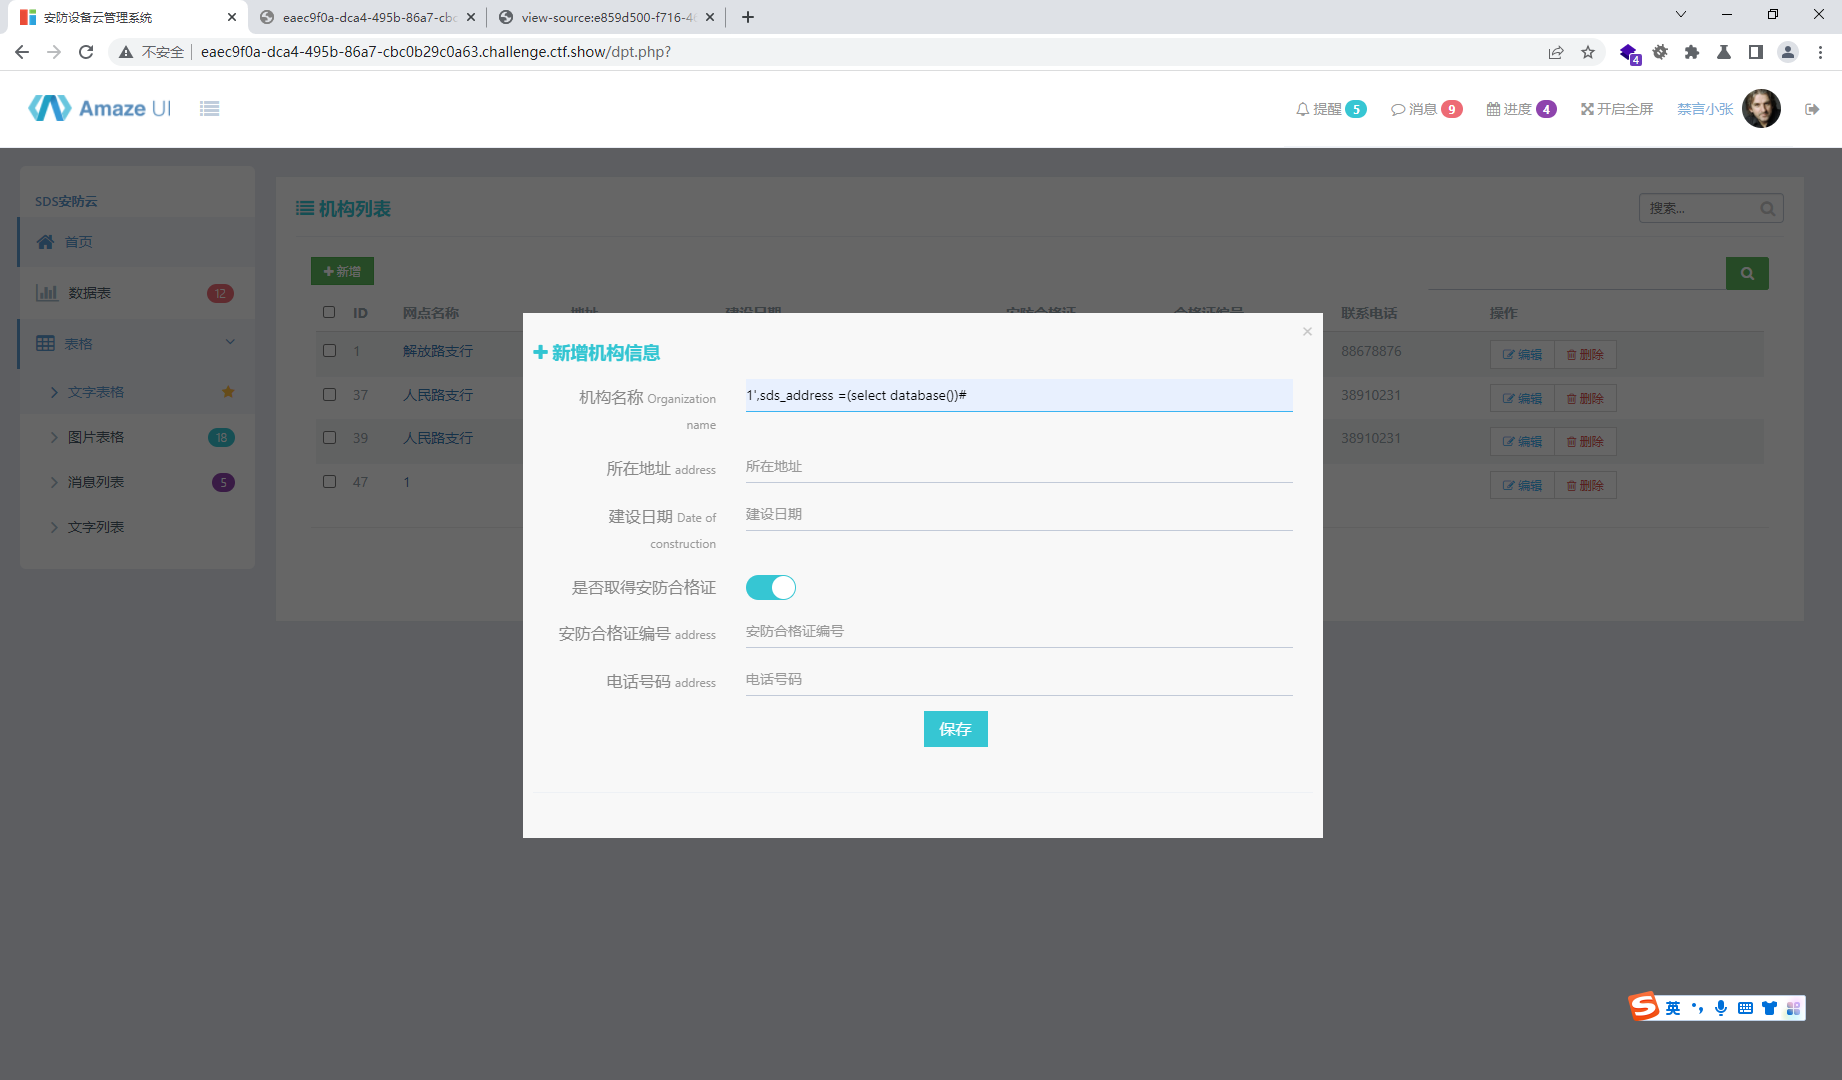 安防设备云管理系统
eaec9f0a-dca4-495b-86a7-cbc
view-source:e859d500-f716-4
不安全
eaec9f0a-dca4-495b-86a7-cbc0b29c0a63.challenge.ctf.show/dpt.php?
4
Amaze UI
提醒 5
消息 9
进度 4
开启全屏
禁言小张
SDS安防云
首页
数据表 12
表格
文字表格
图片表格 18
消息列表 5
文字列表
机构列表
搜索...
新增
ID 网点名称 地址 建设日期 安防合格证 合格证编号 联系电话 操作
1 解放路支行 88678876 编辑 删除
37 人民路支行 38910231 编辑 删除
39 人民路支行 38910231 编辑 删除
47 1 编辑 删除
×
新增机构信息
机构名称 Organization name
1',sds_address =(select database())#
所在地址 address
所在地址
建设日期 Date of construction
建设日期
是否取得安防合格证
安防合格证编号 address
安防合格证编号
电话号码 address
电话号码
保存
英